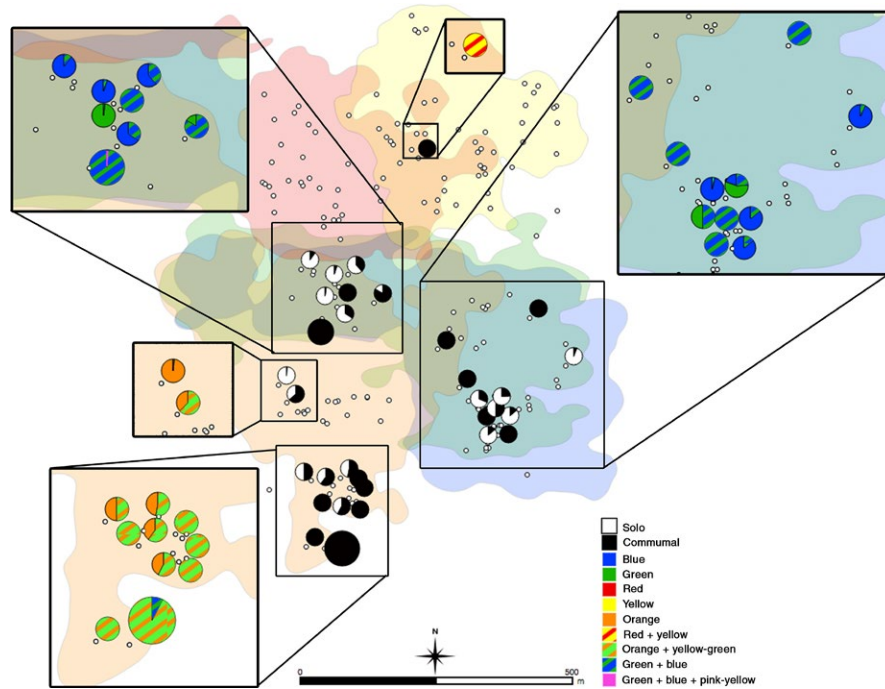 Solo
Communal
Blue
Green
Red
Yellow
Orange
Red + yellow
Orange + yellow-green
Green + blue
Green + blue + pink-yellow
N
0 500
m